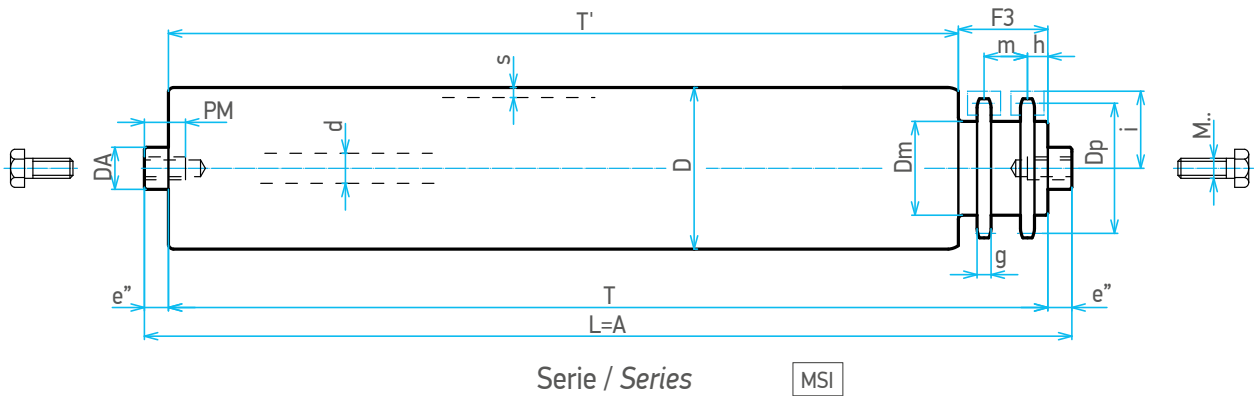 T'
F3
m
h
s
PM
d
DA
D
Dm
i
Dp
M..
g
e”
T
e”
L=A
Serie / Series
MSI